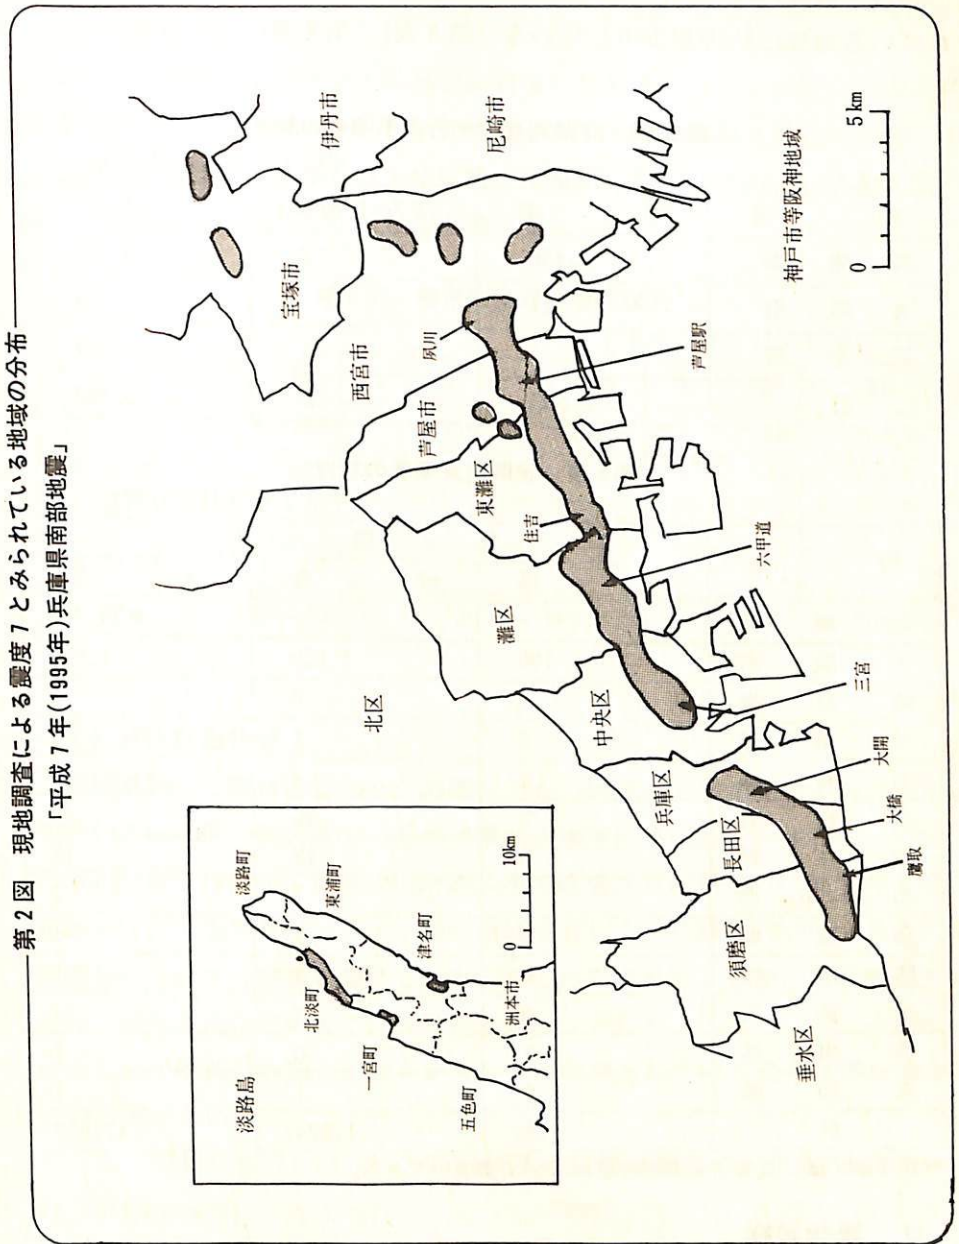 第2図 現地調査による震度7とみられている地域の分布
「平成7年(1995年)兵庫県南部地震」
淡路島
淡路町
北淡町
東浦町
一宮町
津名町
五色町
洲本市
0 10km
北区
西宮市
宝塚市
伊丹市
尼崎市
芦屋市
夙川
東灘区
芦屋駅
住吉
灘区
六甲道
中央区
三宮
兵庫区
大開
長田区
大橋
鷹取
須磨区
垂水区
神戸市等阪神地域
0 5km